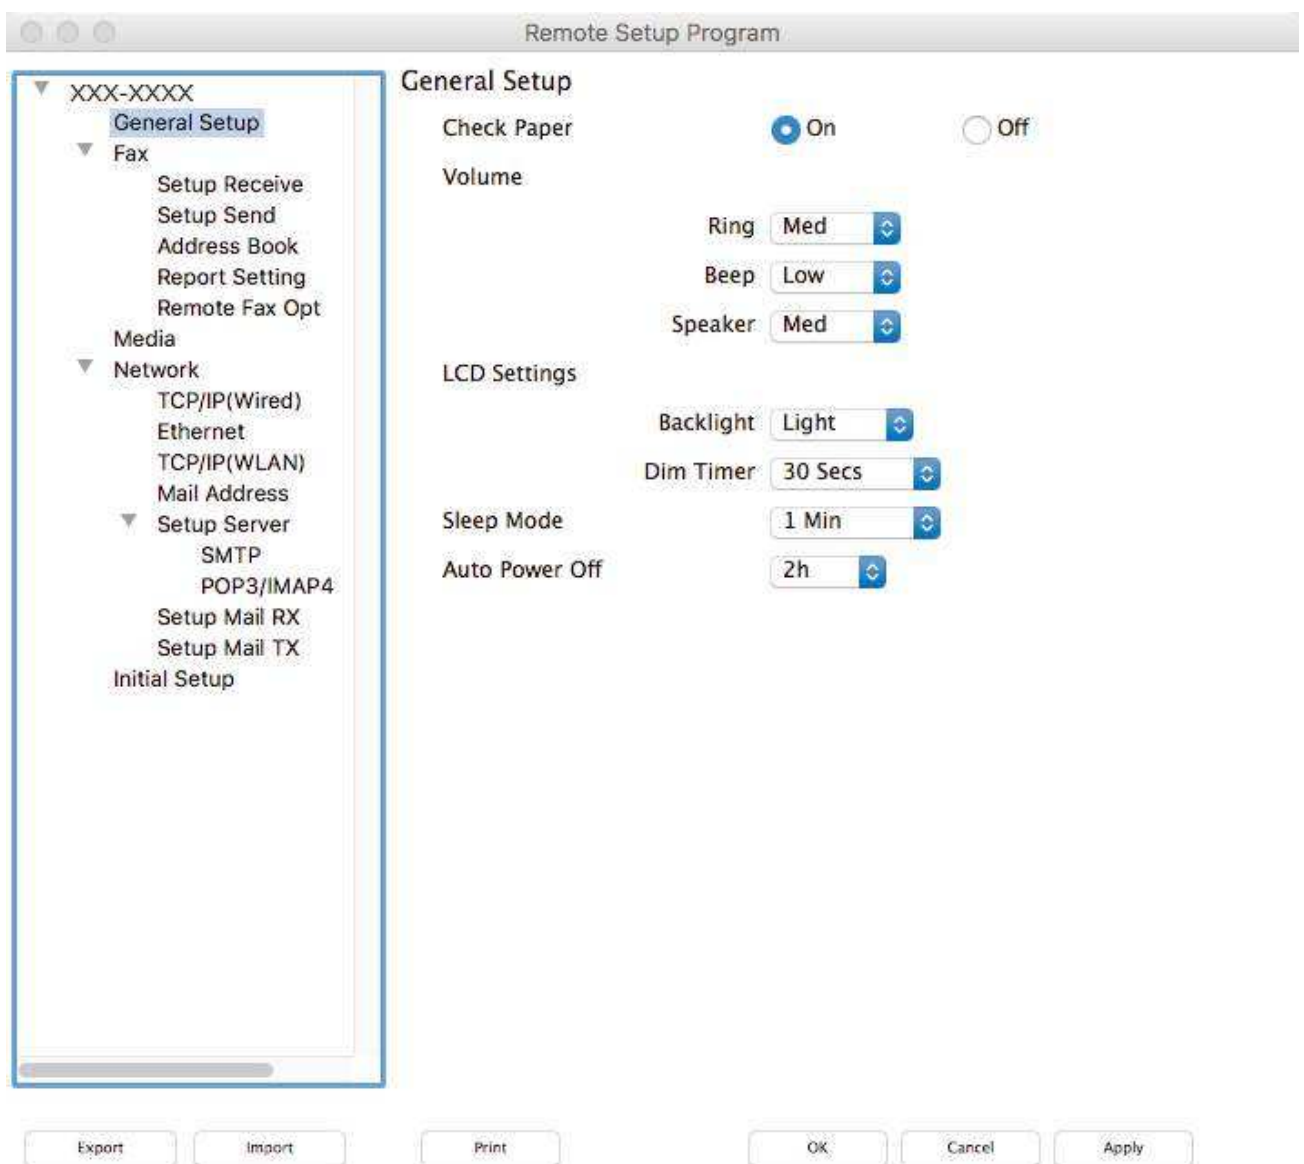 Remote Setup Program
XXX-XXXX
General Setup
Fax
Setup Receive
Setup Send
Address Book
Report Setting
Remote Fax Opt
Media
Network
TCP/IP(Wired)
Ethernet
TCP/IP(WLAN)
Mail Address
Setup Server
SMTP
POP3/IMAP4
Setup Mail RX
Setup Mail TX
Initial Setup
General Setup
Check Paper On Off
Volume
Ring Med
Beep Low
Speaker Med
LCD Settings
Backlight Light
Dim Timer 30 Secs
Sleep Mode 1 Min
Auto Power Off 2h
Export Import Print OK Cancel Apply